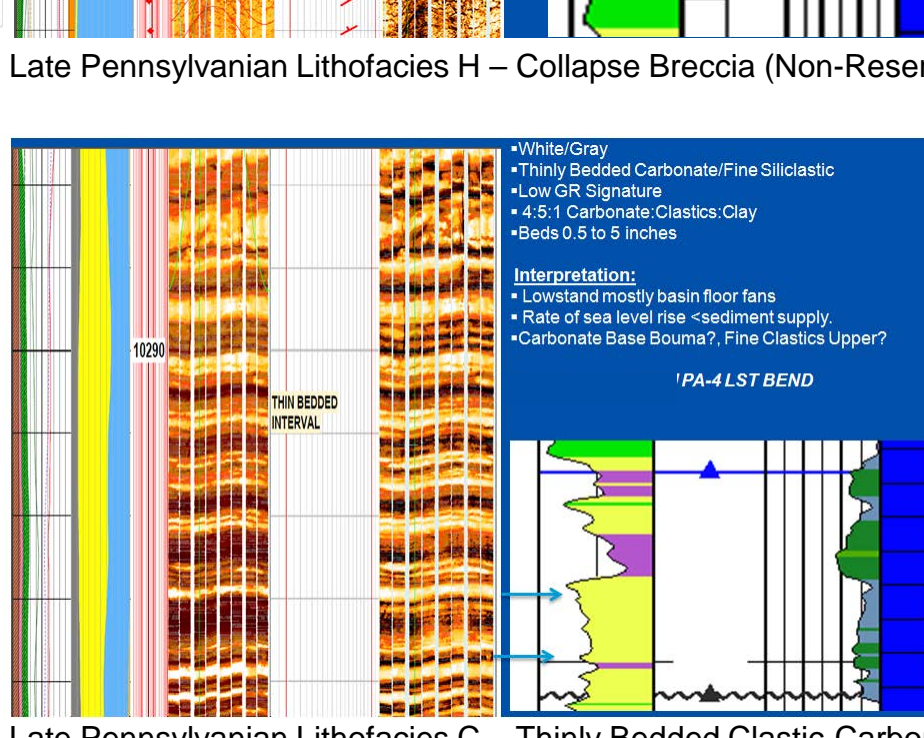 Late Pennsylvanian Lithofacies H – Collapse Breccia (Non-Reser
▪White/Gray
▪Thinly Bedded Carbonate/Fine Siliclastic
▪Low GR Signature
▪ 4:5:1 Carbonate:Clastics:Clay
▪Beds 0.5 to 5 inches
Interpretation:
▪ Lowstand mostly basin floor fans
▪ Rate of sea level rise <sediment supply.
▪Carbonate Base Bouma?, Fine Clastics Upper?
10290
PA-4 LST BEND
THIN BEDDED
INTERVAL
Late Pennsylvanian Lithofacies Thinly Bedded Clastic-Carbo